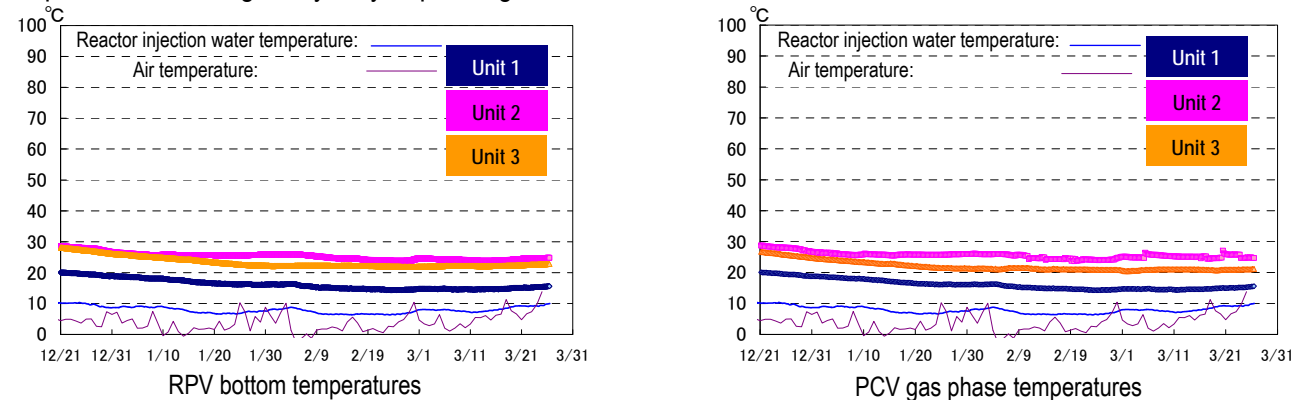 ℃
100
90
80
70
60
50
40
30
20
10
0
Reactor injection water temperature:
Air temperature:
Unit 1
Unit 2
Unit 3
12/21 12/31 1/10 1/20 1/30 2/9 2/19 3/1 3/11 3/21 3/31
RPV bottom temperatures
℃
100
90
80
70
60
50
40
30
20
10
0
Reactor injection water temperature:
Air temperature:
Unit 1
Unit 2
Unit 3
12/21 12/31 1/10 1/20 1/30 2/9 2/19 3/1 3/11 3/21 3/31
PCV gas phase temperatures